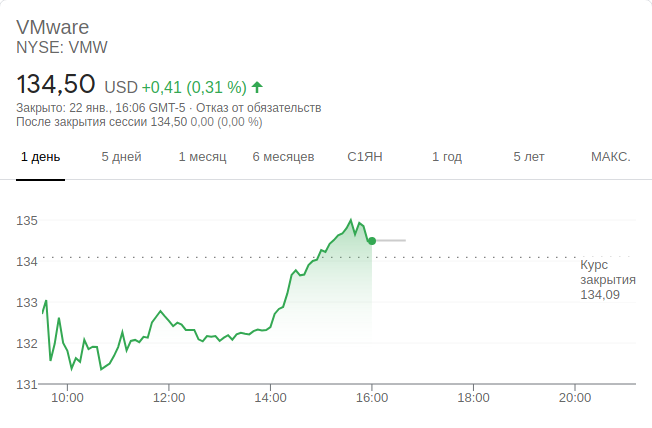 VMware
NYSE: VMW
134,50 USD +0,41 (0,31 %)
Закрыто: 22 янв., 16:06 GMT-5 · Отказ от обязательств
После закрытия сессии 134,50 0,00 (0,00 %)
1 день 5 дней 1 месяц 6 месяцев С1ЯН 1 год 5 лет МАКС.
135
134
133
132
131
Курс
закрытия
134,09
10:00 12:00 14:00 16:00 18:00 20:00